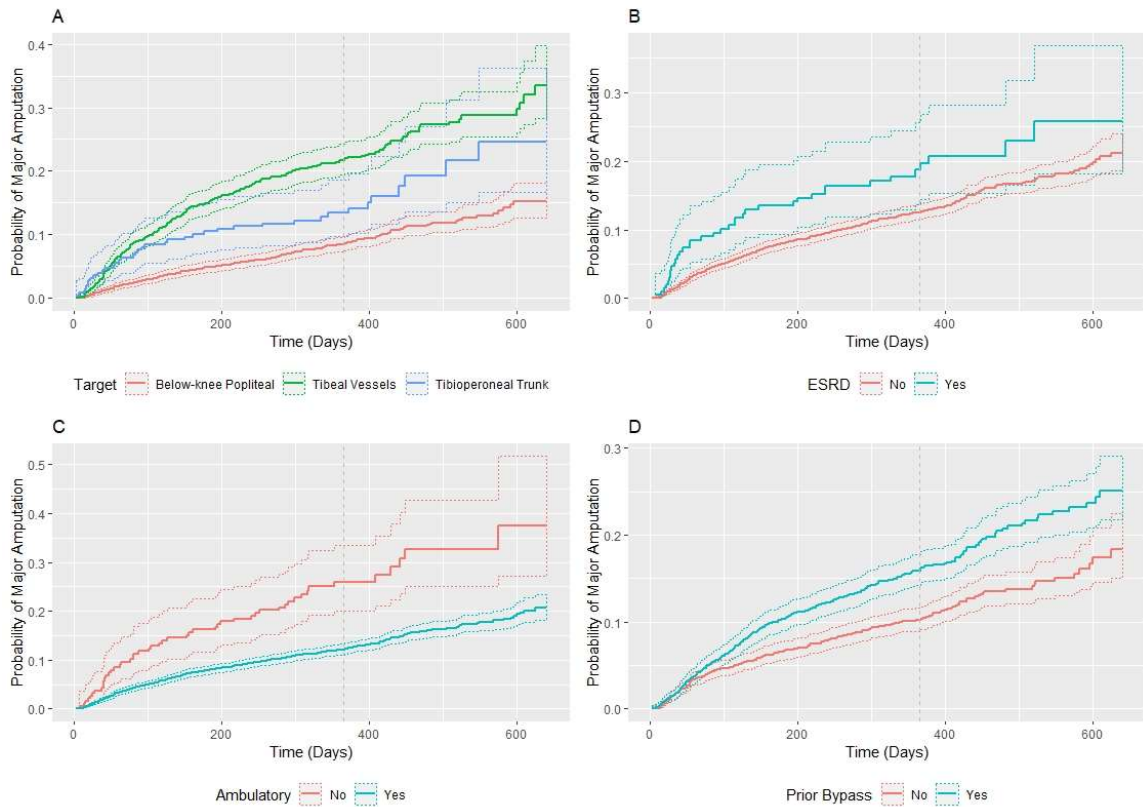 A
Probability of Major Amputation
0.4
0.3
0.2
0.1
0.0
0 200 400 600
Time (Days)
Target Below-knee Popliteal Tibeal Vessels Tibioperoneal Trunk
B
Probability of Major Amputation
0.3
0.2
0.1
0.0
0 200 400 600
Time (Days)
ESRD No Yes
C
Probability of Major Amputation
0.5
0.4
0.3
0.2
0.1
0.0
0 200 400 600
Time (Days)
Ambulatory No Yes
D
Probability of Major Amputation
0.3
0.2
0.1
0.0
0 200 400 600
Time (Days)
Prior Bypass No Yes